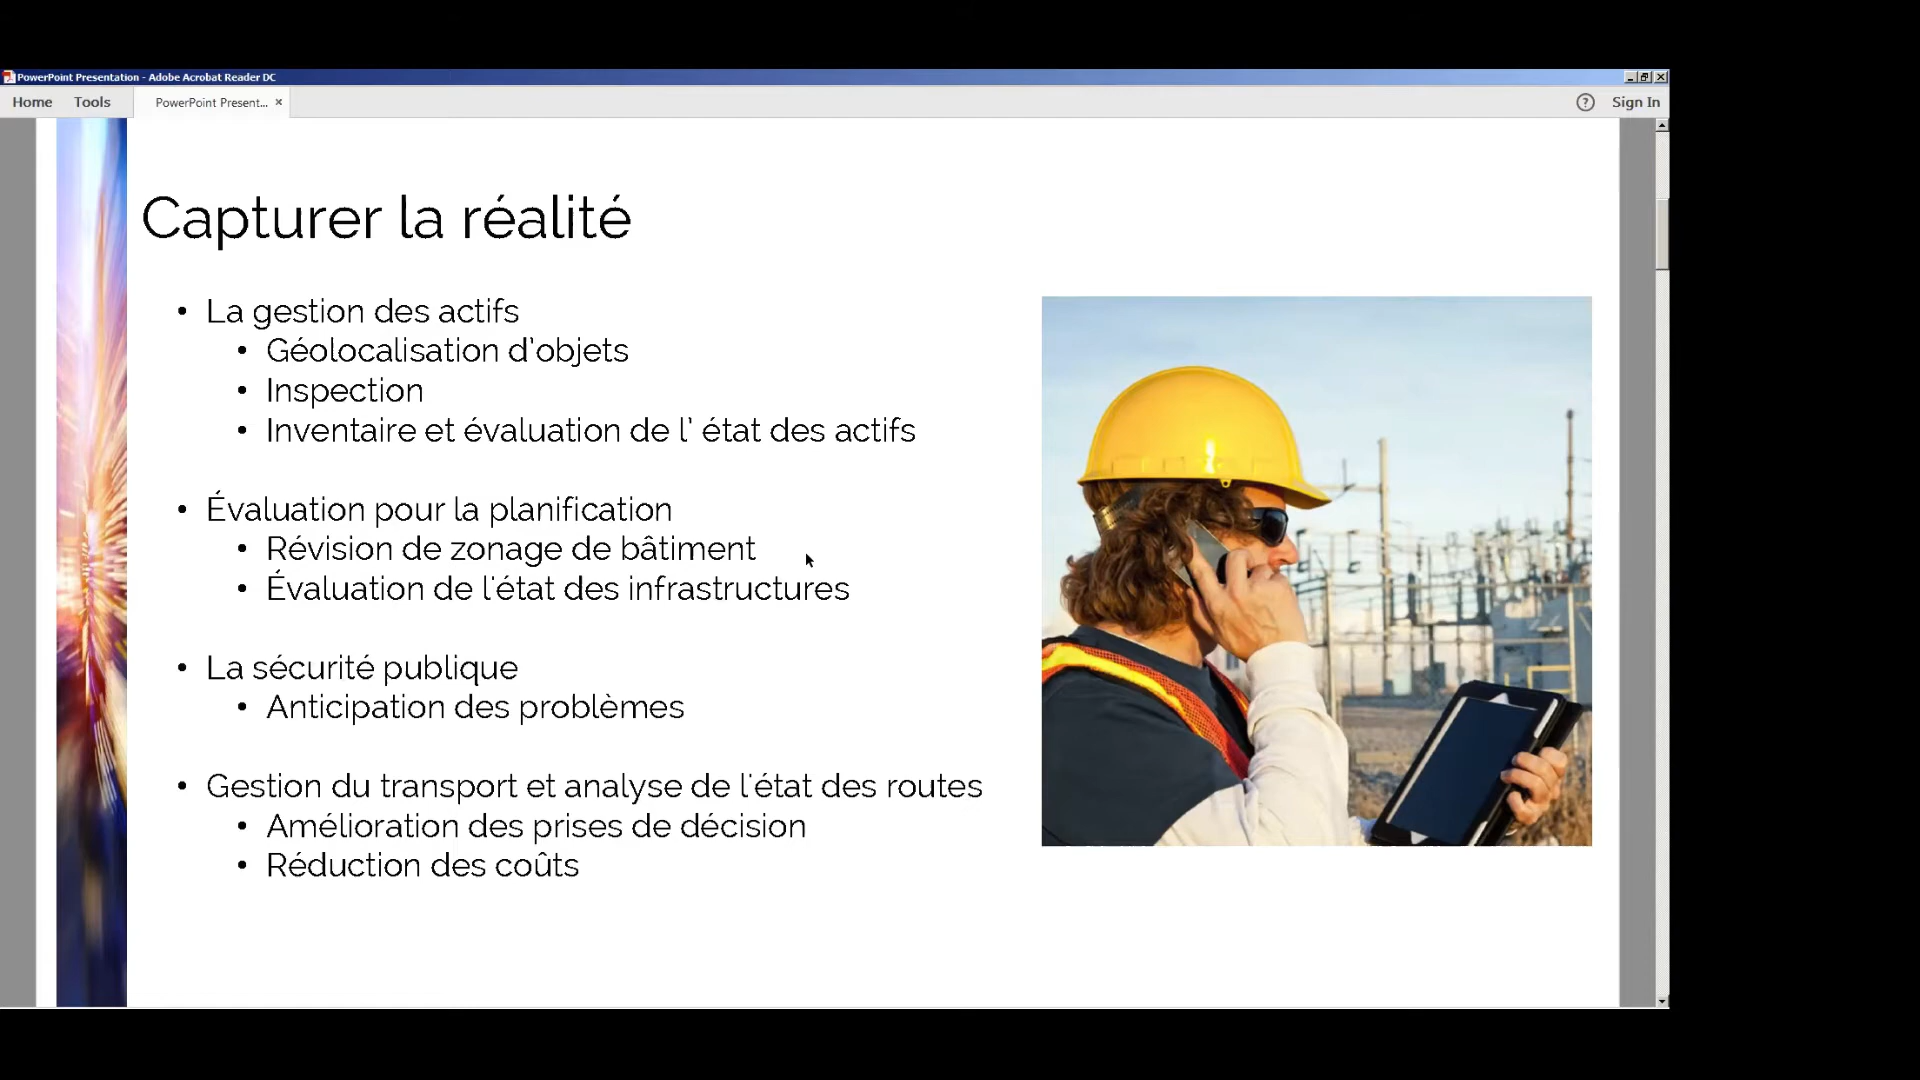 PowerPoint Presentation - Adobe Acrobat Reader DC
Home Tools PowerPoint Present... × ? Sign In
Capturer la réalité
• La gestion des actifs
• Géolocalisation d'objets
• Inspection
• Inventaire et évaluation de l' état des actifs
• Évaluation pour la planification
• Révision de zonage de bâtiment
• Évaluation de l'état des infrastructures
• La sécurité publique
• Anticipation des problèmes
• Gestion du transport et analyse de l'état des routes
• Amélioration des prises de décision
• Réduction des coûts